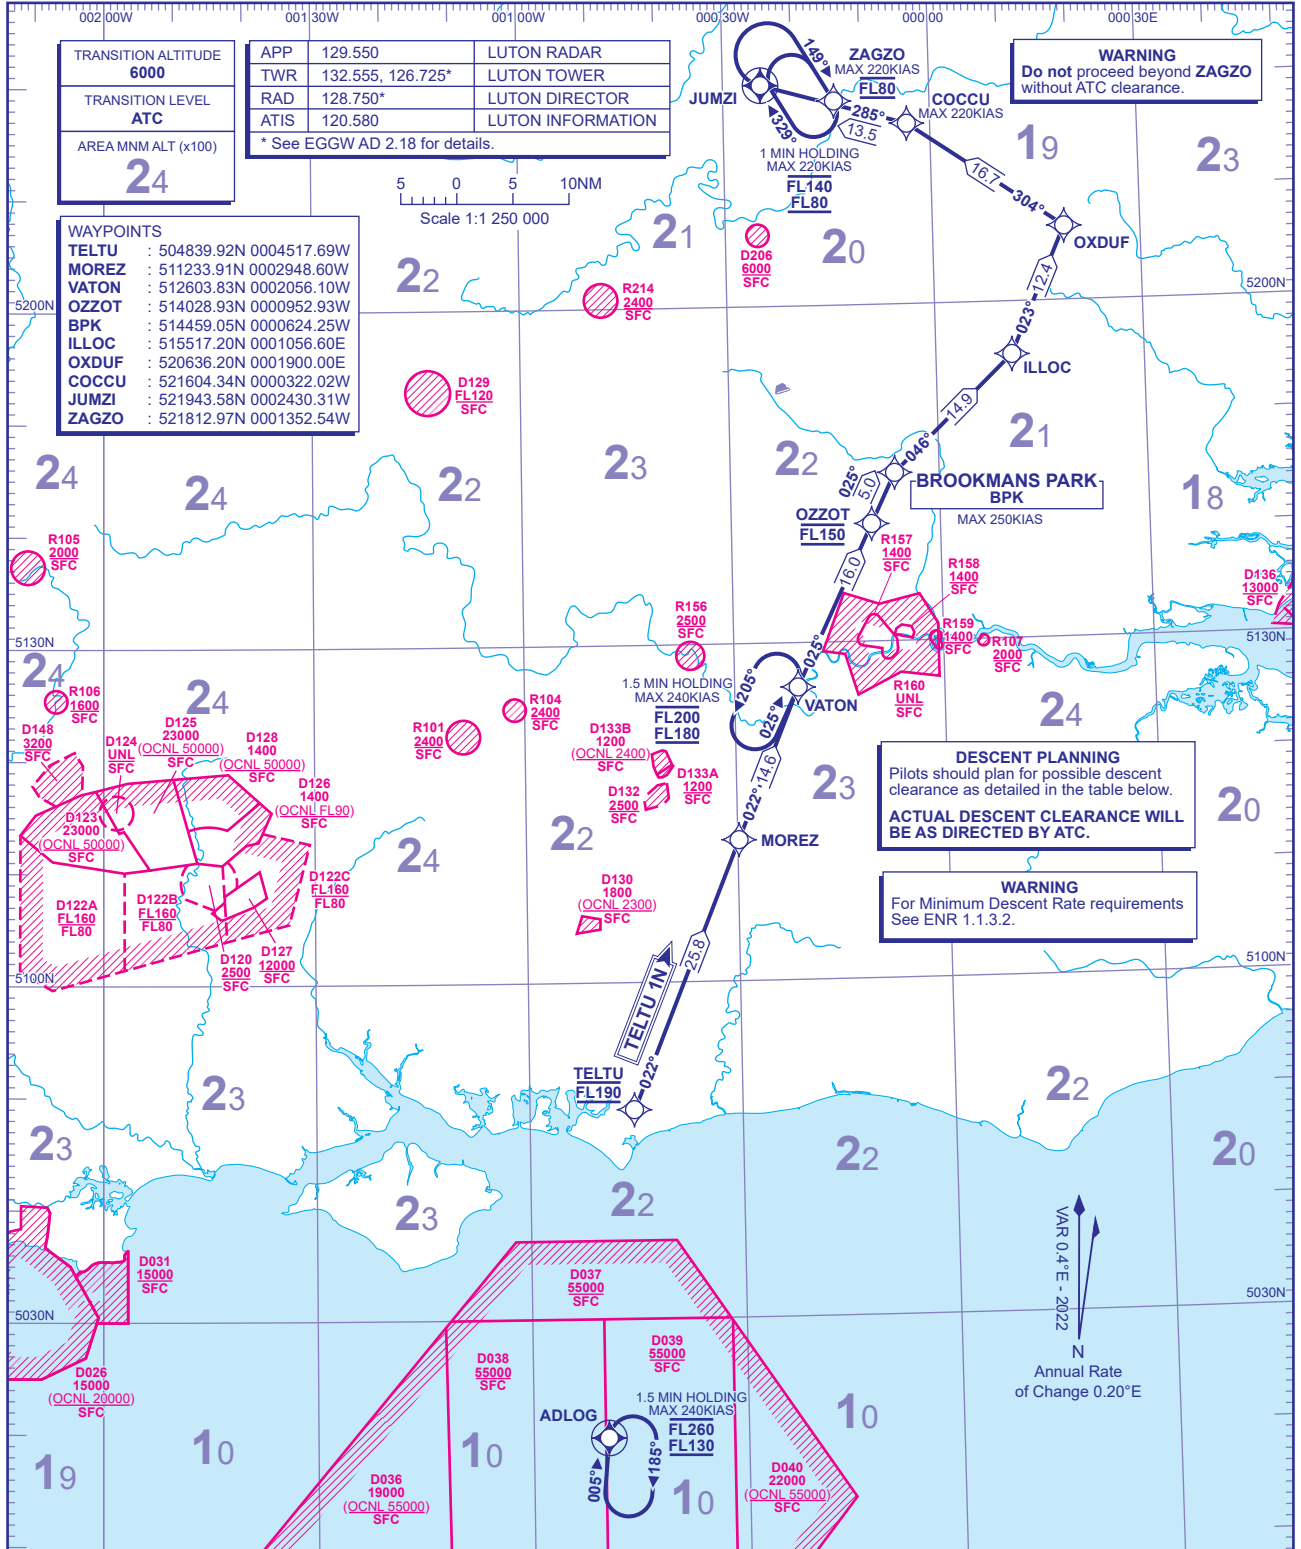 002W 00W
001W 30W
001W 00W
000W 30W
000W 00W
000W 30E
TRANSITION ALTITUDE
6000
TRANSITION LEVEL
ATC
AREA MNM ALT (x100)
24
APP 129.550 LUTON RADAR
TWR 132.555, 126.725* LUTON TOWER
RAD 128.750* LUTON DIRECTOR
ATIS 120.580 LUTON INFORMATION
* See EGGW AD 2.18 for details.
5 0 5 10NM
Scale 1:1 250 000
WAYPOINTS
TELTU : 504839.92N 0004517.69W
MOREZ : 511233.91N 0002948.60W
VATON : 512603.83N 0002056.10W
OZZOT : 514028.93N 0000952.93W
BPK : 514459.05N 0000624.25W
ILLOC : 515517.20N 0001056.60E
OXDUF : 520636.20N 0001900.00E
COCCU : 521604.34N 0000322.02W
JUMZI : 521943.58N 0002430.31W
ZAGZO : 521812.97N 0001352.54W
WARNING
Do not proceed beyond ZAGZO
without ATC clearance.
149°
ZAGZO
MAX 220KIAS
FL80
JUMZI
329°
285°
13.5
COCCU
MAX 220KIAS
1 MIN HOLDING
MAX 220KIAS
FL140
FL80
16.7
304°
OXDUF
19
23
21
20
22
D206
6000
SFC
R214
2400
SFC
5200N
5200N
12.4
023°
ILLOC
D129
FL120
SFC
14.9
046°
21
22
23
22
24
24
18
BROOKMANS PARK
BPK
MAX 250KIAS
025°
5.0
OZZOT
FL150
16.0
R157
1400
SFC
R158
1400
SFC
R159
1400
SFC
R107
2000
SFC
R160
UNL
SFC
D136
13000
SFC
R105
2000
SFC
R156
2500
SFC
5130N
5130N
24
R106
1600
SFC
24
R104
2400
SFC
R101
2400
SFC
1.5 MIN HOLDING
MAX 240KIAS
FL200
FL180
205°
025°
025°
VATON
24
D148
3200
SFC
D124
UNL
SFC
D125
23000
(OCNL 50000)
SFC
D128
1400
(OCNL 50000)
SFC
D126
1400
(OCNL FL90)
SFC
D123
23000
(OCNL 50000)
SFC
D133B
1200
(OCNL 2400)
SFC
D133A
1200
SFC
D132
2500
SFC
022°
14.6
23
MOREZ
DESCENT PLANNING
Pilots should plan for possible descent
clearance as detailed in the table below.
ACTUAL DESCENT CLEARANCE WILL
BE AS DIRECTED BY ATC.
20
22
24
WARNING
For Minimum Descent Rate requirements
See ENR 1.1.3.2.
D122A
FL160
FL80
D122B
FL160
FL80
D122C
FL160
FL80
D120
2500
SFC
D127
12000
SFC
D130
1800
(OCNL 2300)
SFC
5100N
5100N
25.8
TELTU 1N
022°
TELTU
FL190
23
22
23
22
20
22
23
VAR 0.4°E - 2022
N
Annual Rate
of Change 0.20°E
D031
15000
SFC
D037
55000
SFC
5030N
5030N
D026
15000
(OCNL 20000)
SFC
D038
55000
SFC
D039
55000
SFC
1.5 MIN HOLDING
MAX 240KIAS
FL260
FL130
ADLOG
005°
185°
10
10
10
10
19
D036
19000
(OCNL 55000)
SFC
D040
22000
(OCNL 55000)
SFC